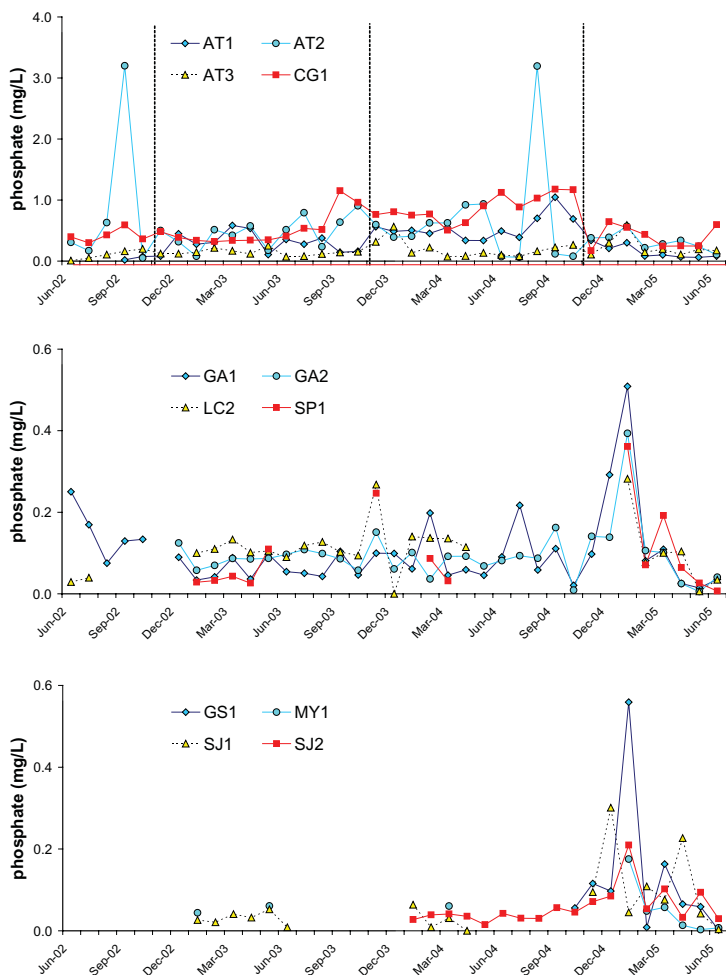 4.0
3.0
2.0
1.0
0.0
phosphate (mg/L)
AT1 AT2
AT3 CG1
Jun-02 Sep-02 Dec-02 Mar-03 Jun-03 Sep-03 Dec-03 Mar-04 Jun-04 Sep-04 Dec-04 Mar-05 Jun-05
0.6
0.4
0.2
0.0
phosphate (mg/L)
GA1 GA2
LC2 SP1
Jun-02 Sep-02 Dec-02 Mar-03 Jun-03 Sep-03 Dec-03 Mar-04 Jun-04 Sep-04 Dec-04 Mar-05 Jun-05
0.6
0.4
0.2
0.0
phosphate (mg/L)
GS1 MY1
SJ1 SJ2
Jun-02 Sep-02 Dec-02 Mar-03 Jun-03 Sep-03 Dec-03 Mar-04 Jun-04 Sep-04 Dec-04 Mar-05 Jun-05